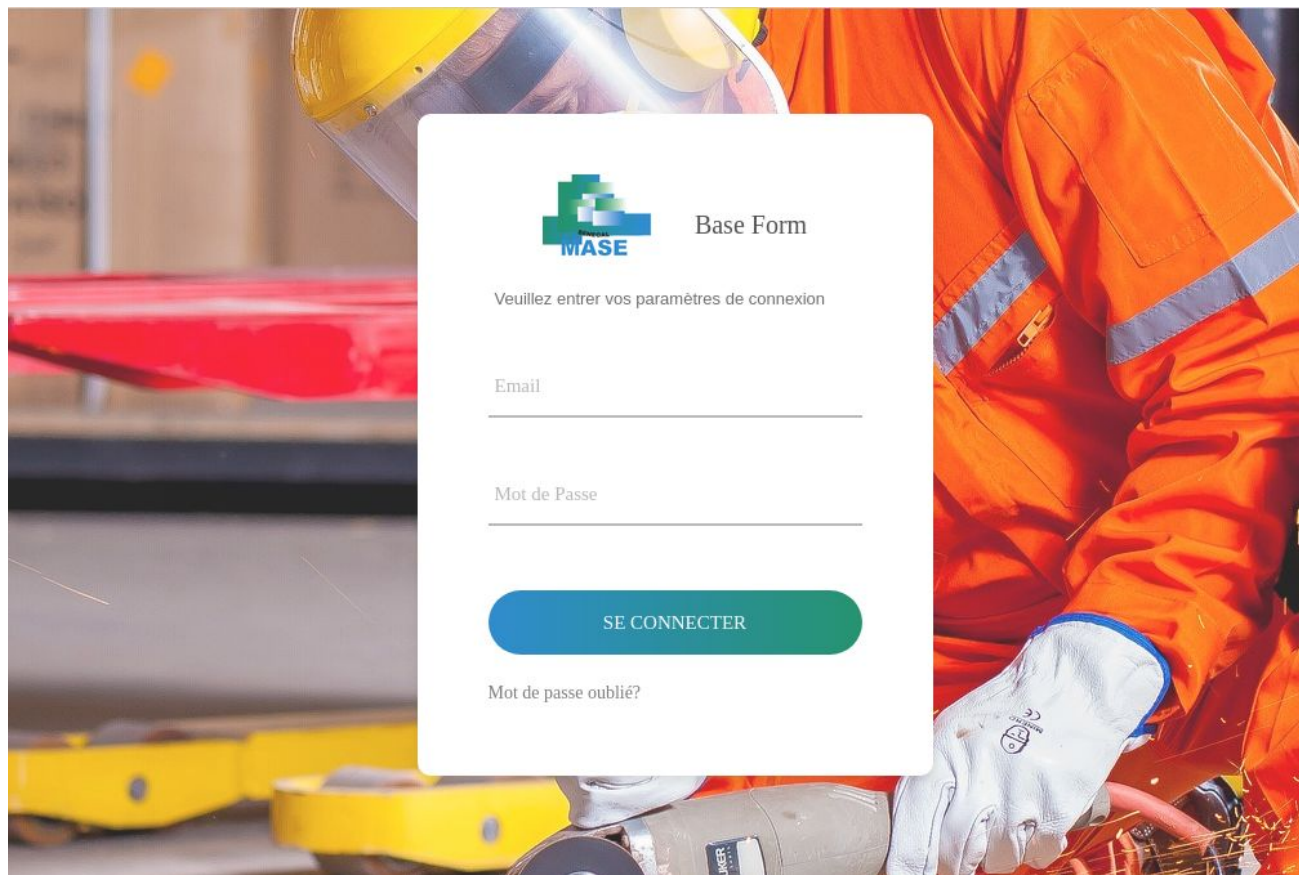 SENEGAL
MASE
Base Form
Veuillez entrer vos paramètres de connexion
Email
Mot de Passe
SE CONNECTER
Mot de passe oublié?